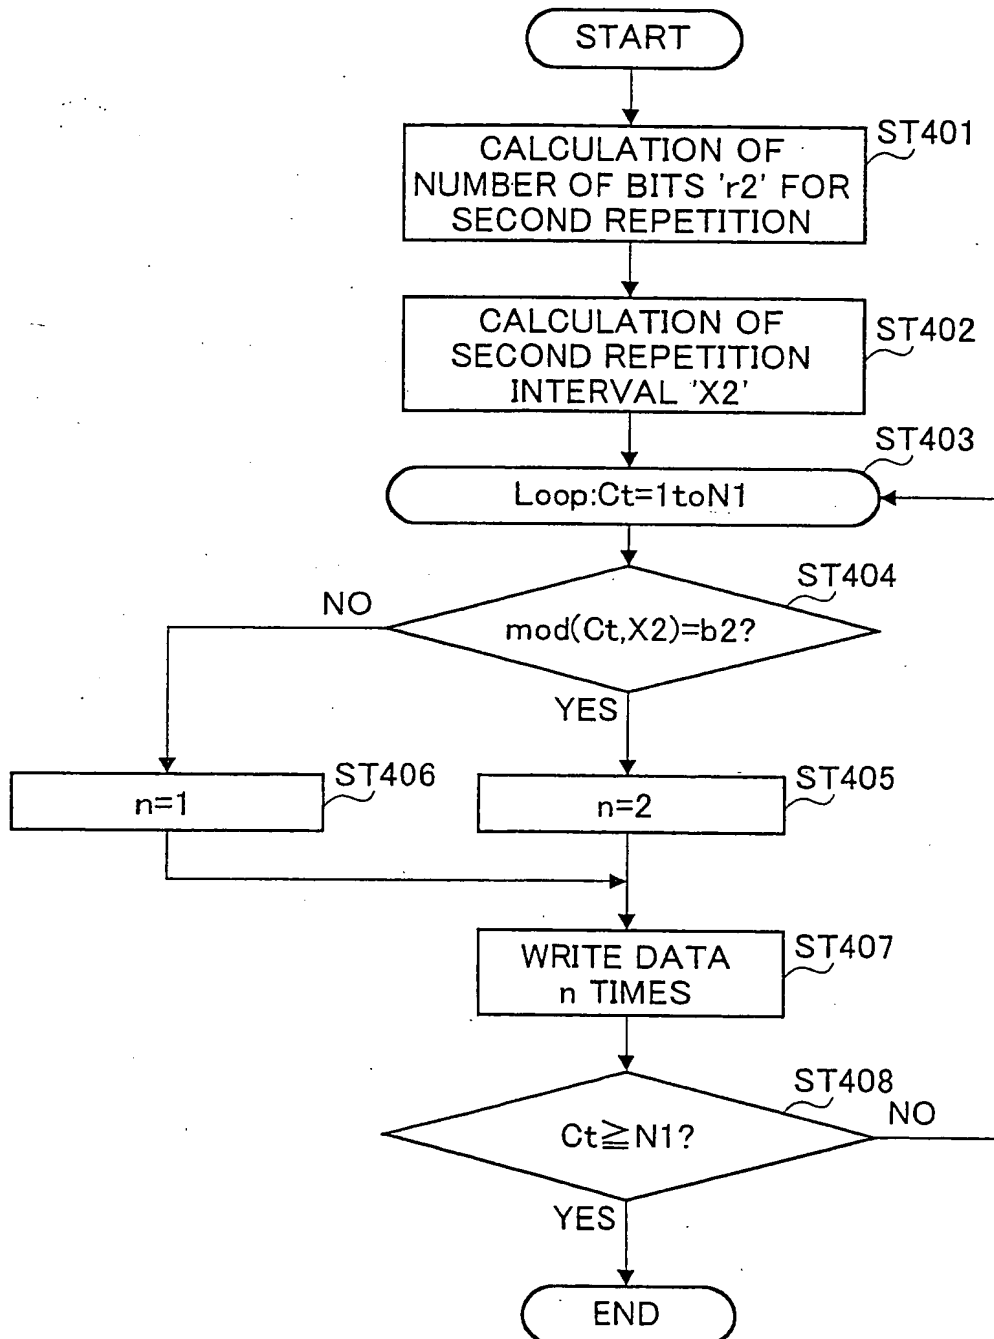 START
ST401
CALCULATION OF
NUMBER OF BITS 'r2' FOR
SECOND REPETITION
ST402
CALCULATION OF
SECOND REPETITION
INTERVAL 'X2'
ST403
Loop:Ct=1toN1
ST404
NO
mod(Ct,X2)=b2?
YES
ST406
n=1
ST405
n=2
ST407
WRITE DATA
n TIMES
ST408
NO
Ct≧N1?
YES
END